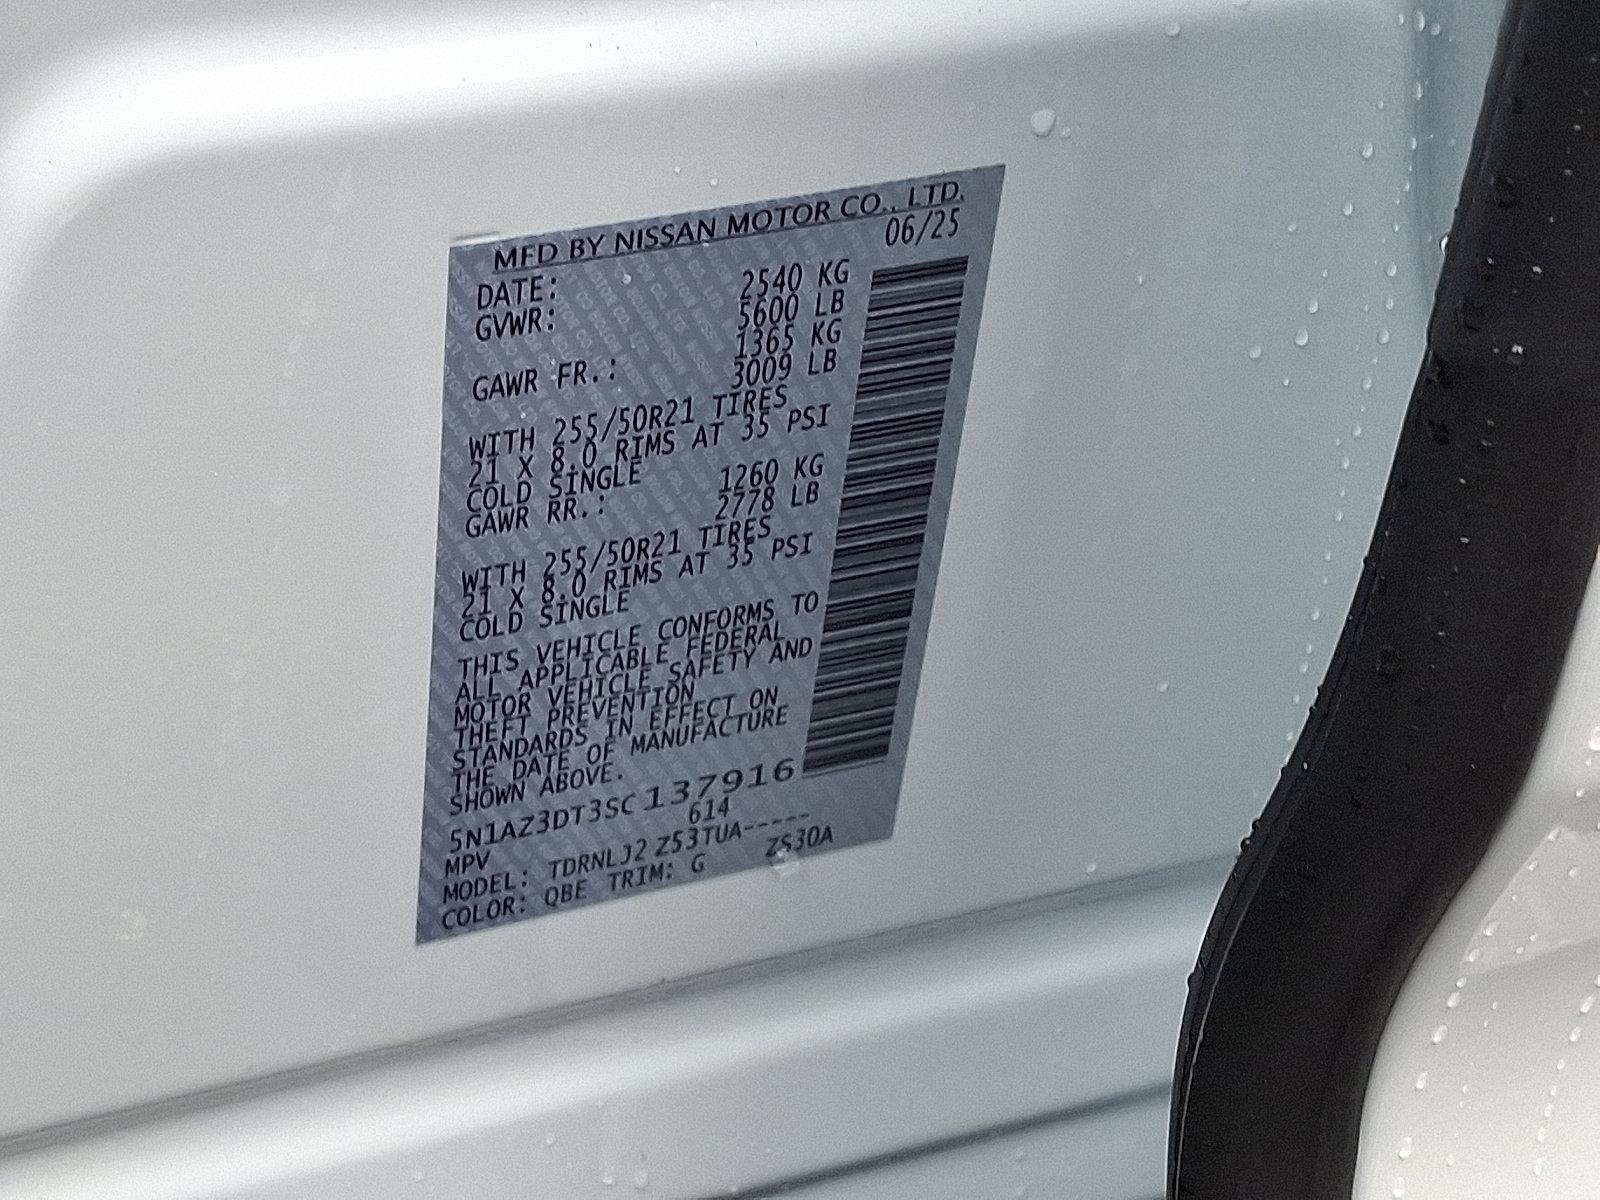 MFD BY NISSAN MOTOR CO., LTD.
DATE: 06/25
GVWR: 2540 KG
5600 LB
GAWR FR.: 1365 KG
3009 LB
WITH 255/50R21 TIRES
21 X 8.0 RIMS AT 35 PSI
COLD SINGLE
GAWR RR.: 1260 KG
2778 LB
WITH 255/50R21 TIRES
21 X 8.0 RIMS AT 35 PSI
COLD SINGLE
THIS VEHICLE CONFORMS TO
ALL APPLICABLE FEDERAL
MOTOR VEHICLE SAFETY AND
THEFT PREVENTION
STANDARDS IN EFFECT ON
THE DATE OF MANUFACTURE
SHOWN ABOVE.
5N1AZ3DT3SC137916
MPV 614
MODEL: TDRNLJ2 Z53TUA-----
COLOR: QBE TRIM: G ZS30A